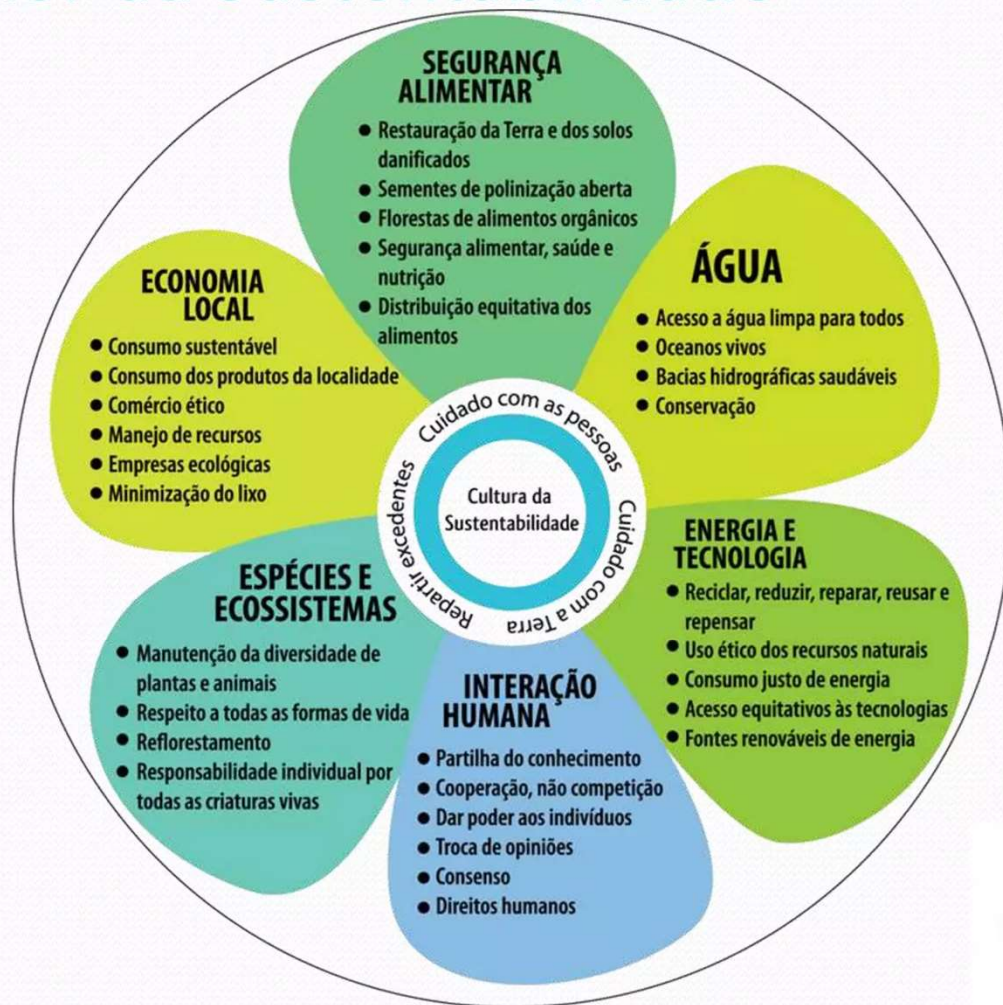 SEGURANÇA
ALIMENTAR
● Restauração da Terra e dos solos
danificados
● Sementes de polinização aberta
● Florestas de alimentos orgânicos
● Segurança alimentar, saúde e
nutrição
● Distribuição equitativa dos
alimentos
ÁGUA
● Acesso a água limpa para todos
● Oceanos vivos
● Bacias hidrográficas saudáveis
● Conservação
ENERGIA E
TECNOLOGIA
● Reciclar, reduzir, reparar, reusar e
repensar
● Uso ético dos recursos naturais
● Consumo justo de energia
● Acesso equitativos às tecnologias
● Fontes renováveis de energia
INTERAÇÃO
HUMANA
● Partilha do conhecimento
● Cooperação, não competição
● Dar poder aos indivíduos
● Troca de opiniões
● Consenso
● Direitos humanos
ESPÉCIES E
ECOSSISTEMAS
● Manutenção da diversidade de
plantas e animais
● Respeito a todas as formas de vida
● Reflorestamento
● Responsabilidade individual por
todas as criaturas vivas
ECONOMIA
LOCAL
● Consumo sustentável
● Consumo dos produtos da localidade
● Comércio ético
● Manejo de recursos
● Empresas ecológicas
● Minimização do lixo
Cuidado com as pessoas
Cuidado com a Terra
Repartir excedentes
Cultura da
Sustentabilidade